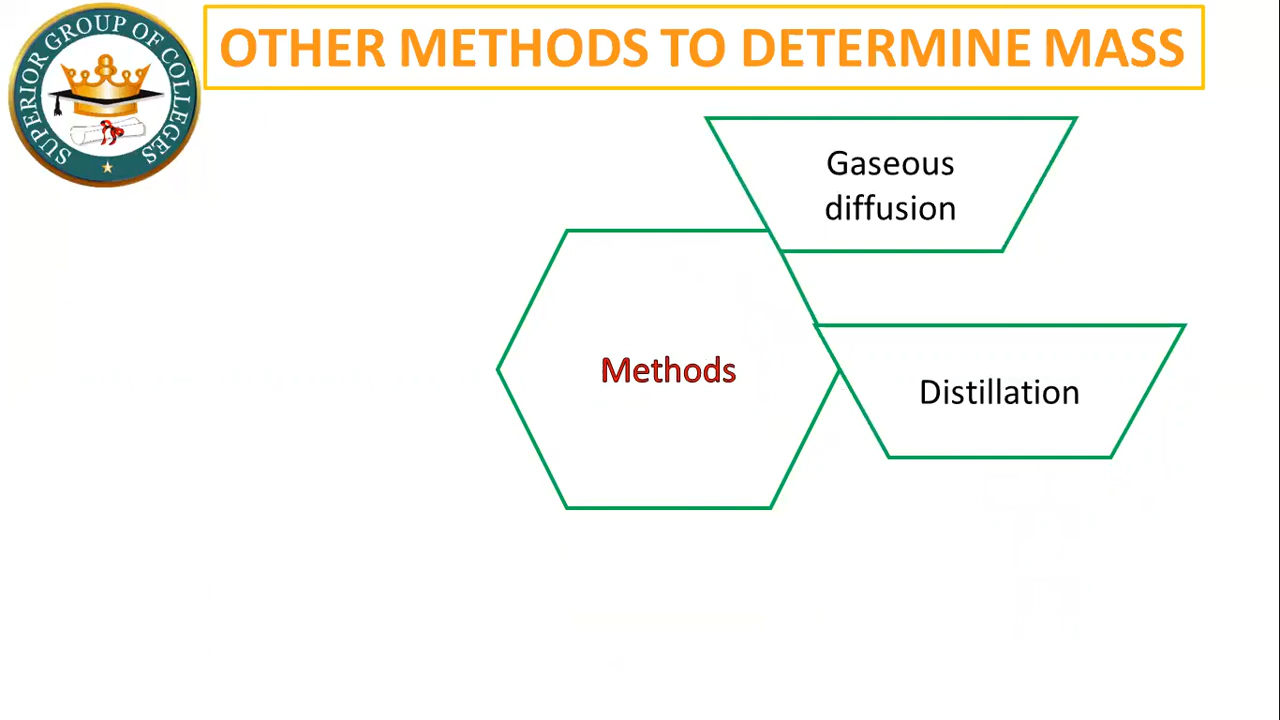 SUPERIOR GROUP OF COLLEGES
OTHER METHODS TO DETERMINE MASS
Gaseous
diffusion
Methods
Distillation